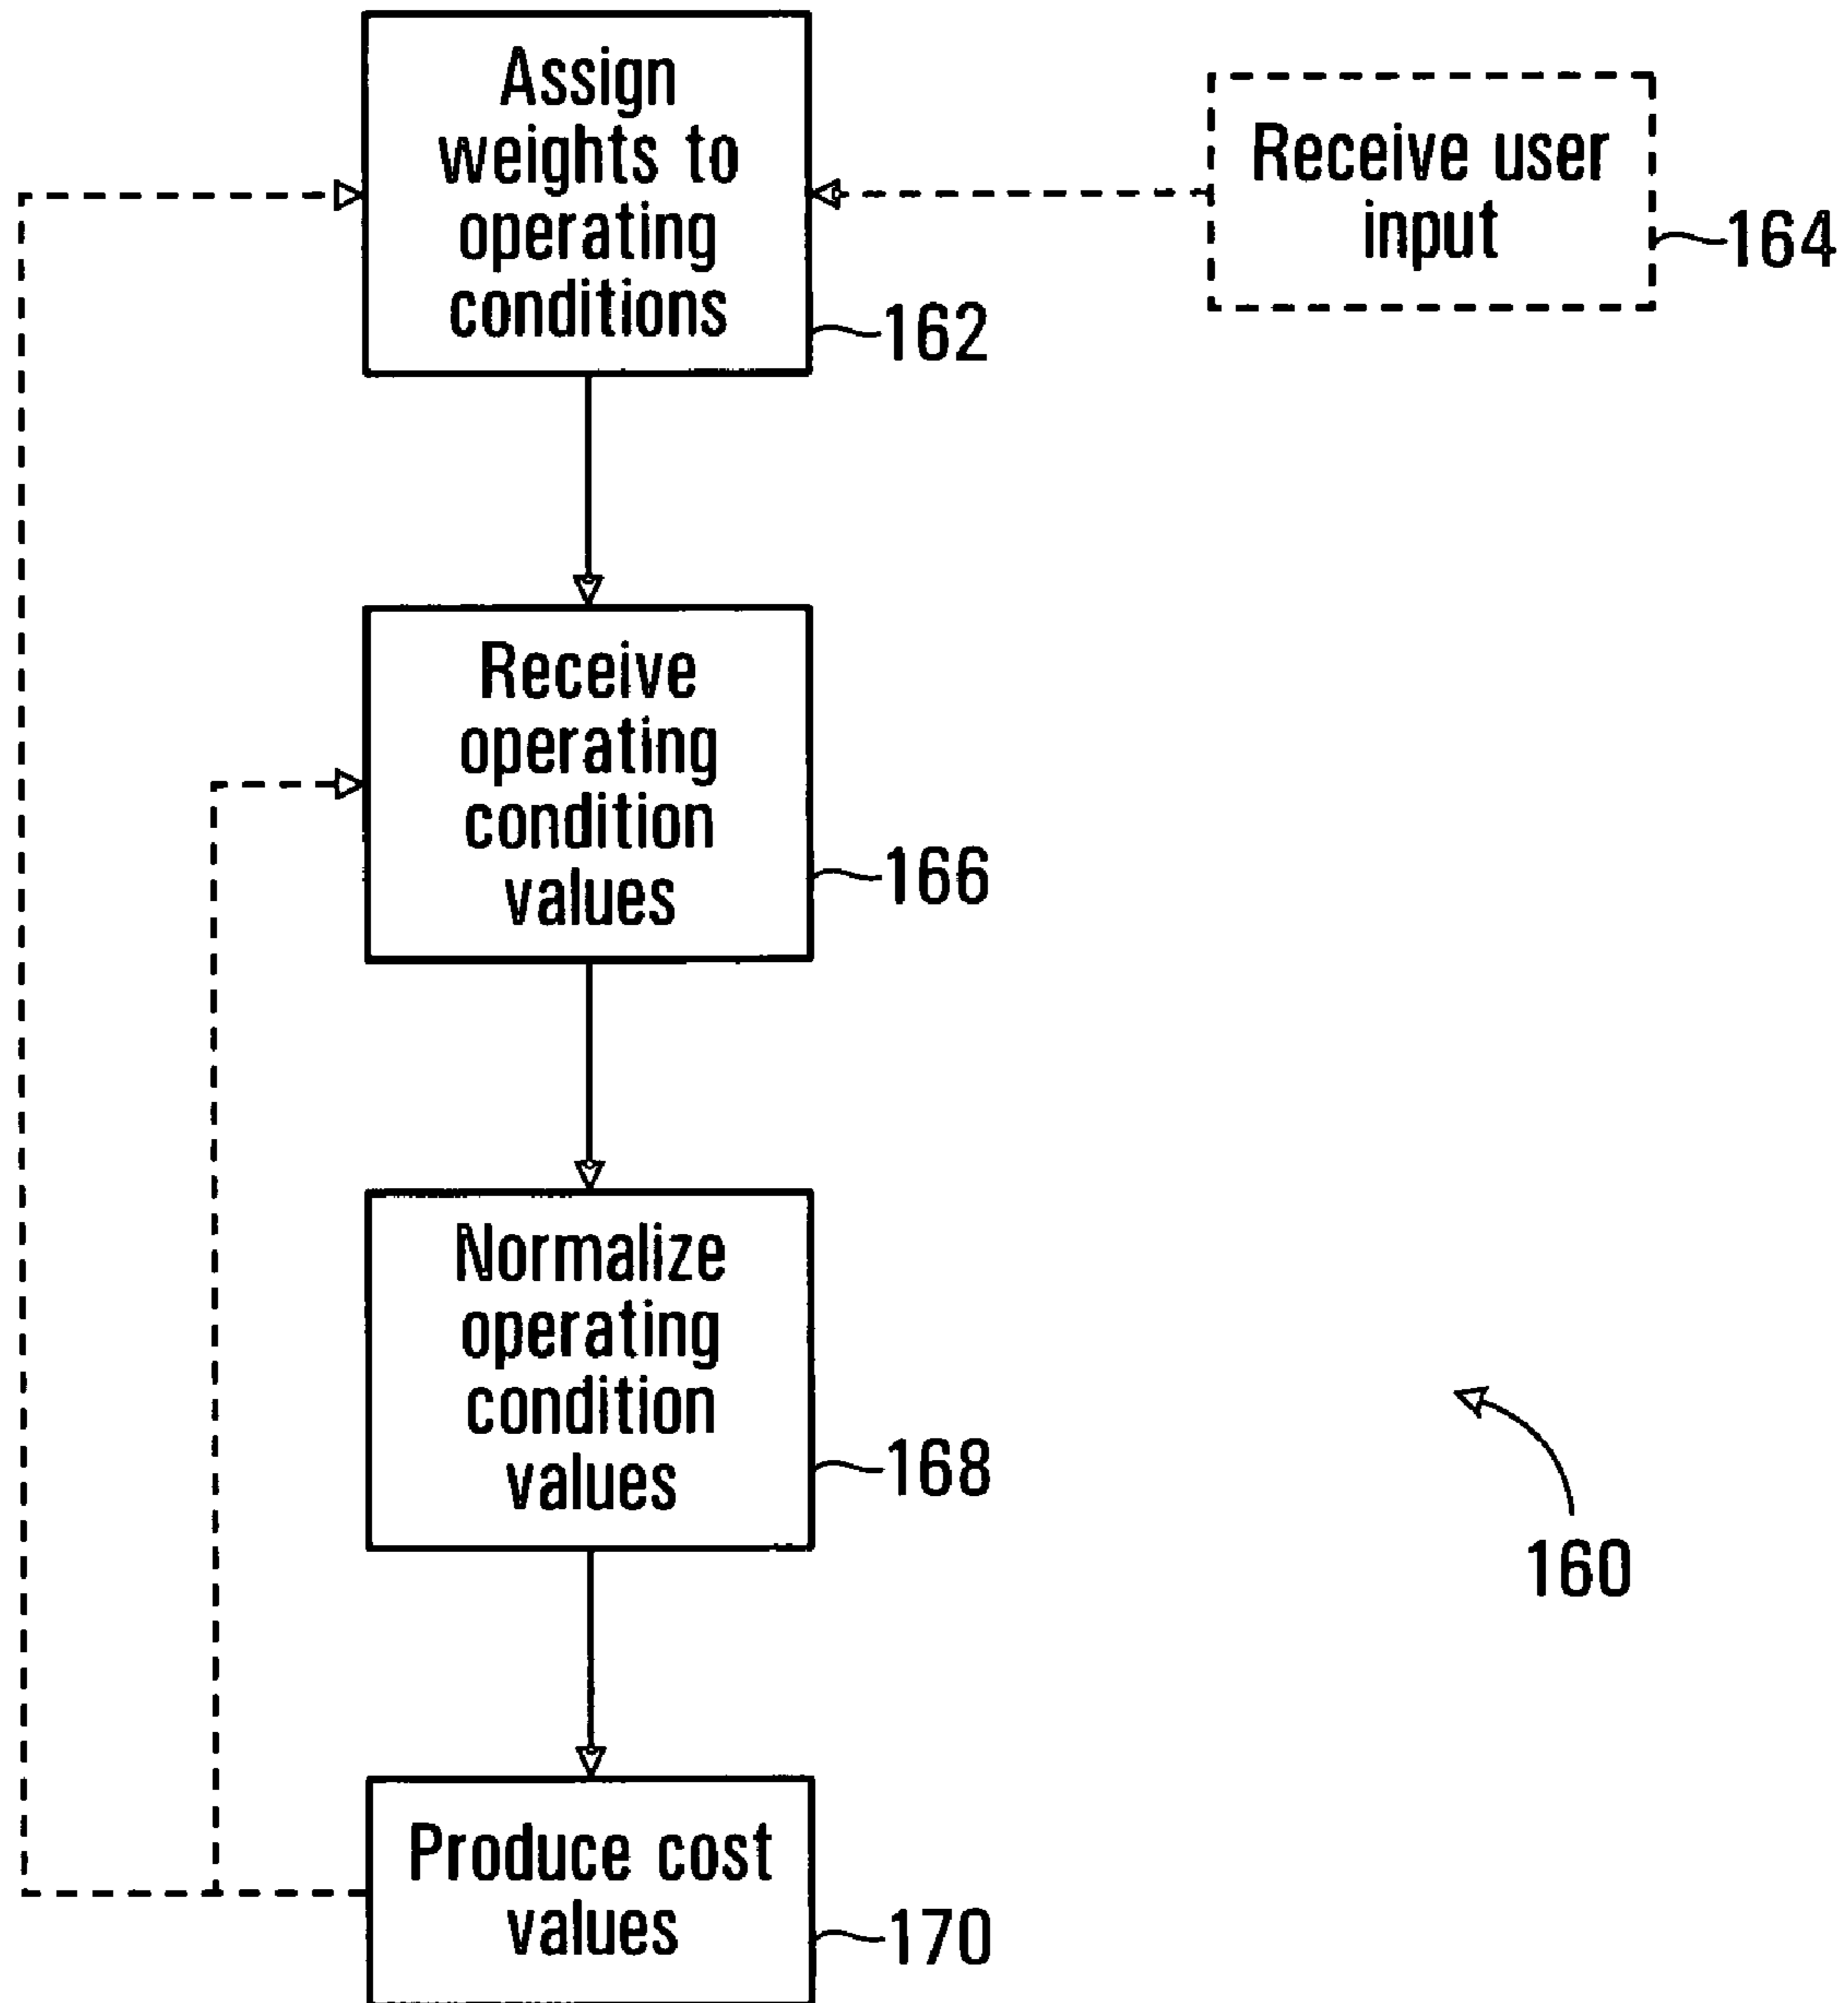 Assign
weights to
operating
conditions
162
Receive user
input
164
Receive
operating
condition
values
166
Normalize
operating
condition
values
168
160
Produce cost
values
170